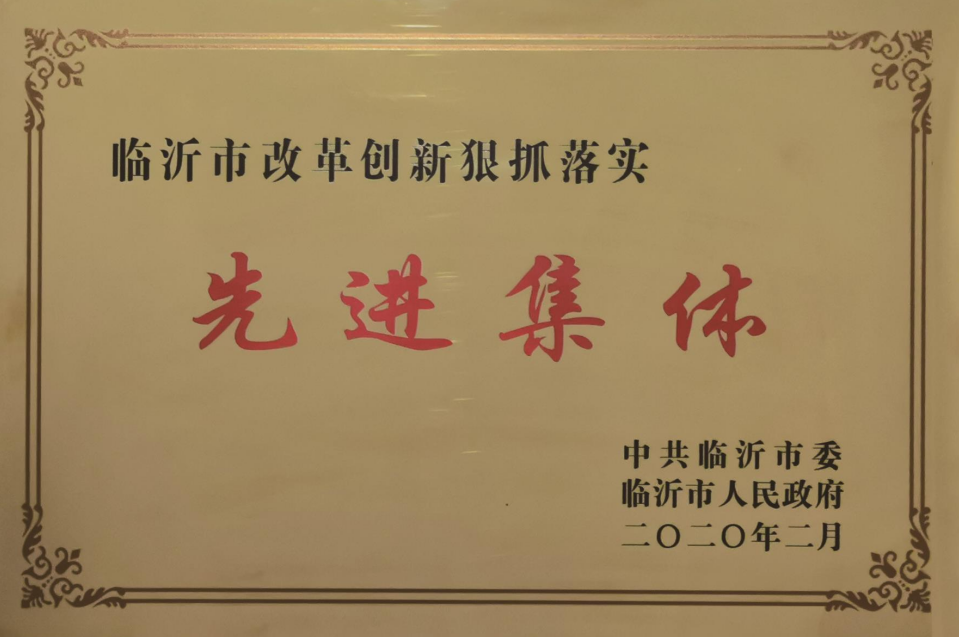 临沂市改革创新狠抓落实
先进集体
中共临沂市委
临沂市人民政府
二〇二〇年二月